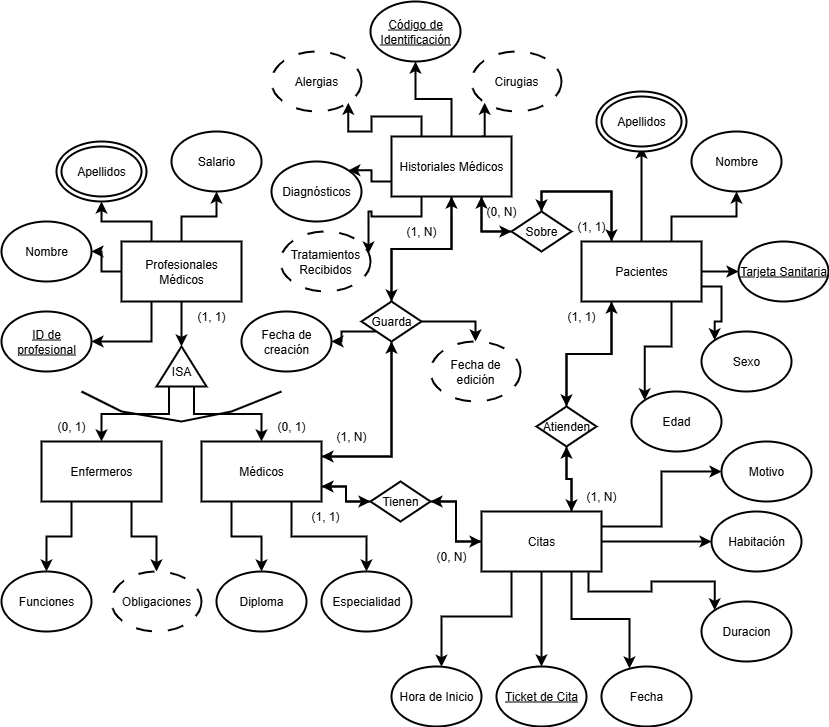 Código de
Identificación
Alergias
Cirugias
Apellidos
Apellidos
Salario
Historiales Médicos
Nombre
Diagnósticos
(0, N)
Nombre
(1, N)
Sobre
(1, 1)
Tratamientos
Recibidos
Profesionales
Médicos
Pacientes
Tarjeta Sanitaria
(1, 1)
(1, 1)
ID de
profesional
Fecha de
creación
Guarda
Fecha de
edición
Sexo
ISA
(0, 1)
(0, 1)
(1, N)
Atienden
Edad
Enfermeros
Médicos
Motivo
(1, N)
Tienen
(1, 1)
Citas
Habitación
(0, N)
Funciones
Obligaciones
Diploma
Especialidad
Duracion
Hora de Inicio
Ticket de Cita
Fecha